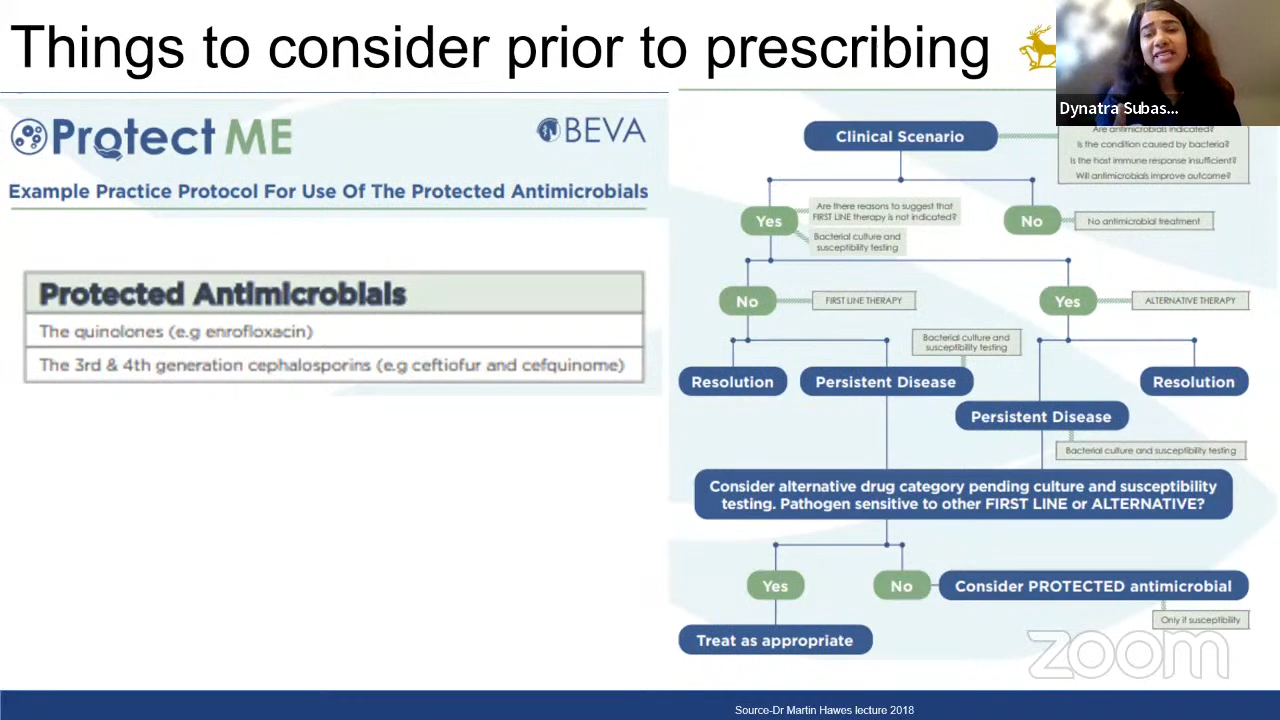 Things to consider prior to prescribing
Dynatra Subas...
Protect ME
BEVA
Example Practice Protocol For Use Of The Protected Antimicrobials
Protected Antimicrobials
The quinolones (e.g enrofloxacin)
The 3rd & 4th generation cephalosporins (e.g ceftiofur and cefquinome)
Clinical Scenario
Are antimicrobials indicated?
Is the condition caused by bacteria?
Is the host immune response insufficient?
Will antimicrobials improve outcome?
Yes
Are there reasons to suggest that
FIRST LINE therapy is not indicated?
Bacterial culture and
susceptibility testing
No
No antimicrobial treatment
No
FIRST LINE THERAPY
Yes
ALTERNATIVE THERAPY
Bacterial culture and
susceptibility testing
Resolution
Persistent Disease
Resolution
Persistent Disease
Bacterial culture and susceptibility testing
Consider alternative drug category pending culture and susceptibility
testing. Pathogen sensitive to other FIRST LINE or ALTERNATIVE?
Yes
No
Consider PROTECTED antimicrobial
Only if susceptibility
Treat as appropriate
zoom
Source-Dr Martin Hawes lecture 2018